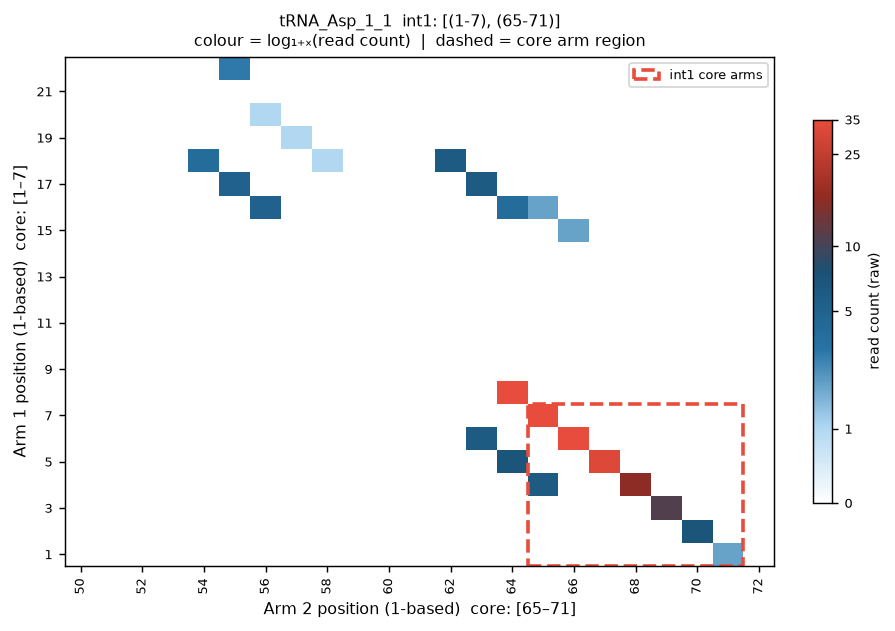 tRNA_Asp_1_1  int1: [(1-7), (65-71)]
colour = log₁₊ₓ(read count)  |  dashed = core arm region
int1 core arms
Arm 1 position (1-based)  core: [1–7]
21
19
17
15
13
11
9
7
5
3
1
50 52 54 56 58 60 62 64 66 68 70 72
Arm 2 position (1-based)  core: [65–71]
35
25
10
5
1
0
read count (raw)